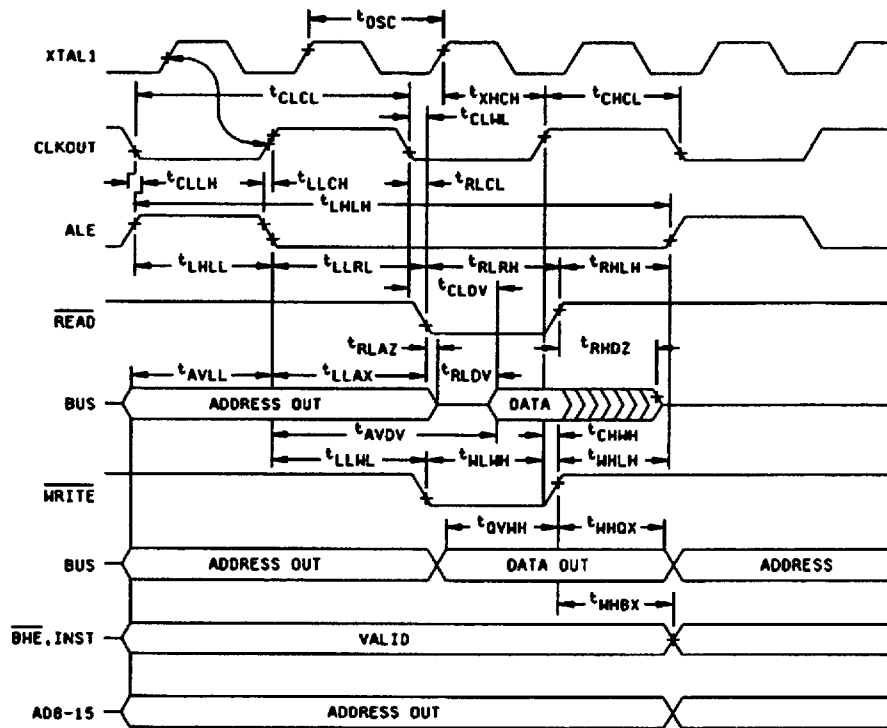 tOSC
XTAL1
tCLCL tXHCH tCHCL
tCLWL
CLKOUT
tCLLH tLLCH tRLCL
tLHLH
ALE
tLHLL tLLRL tRLRH tRHLH
tCLDV
READ
tRLAZ tRHDZ
tAVLL tLLAX tRLDV
BUS ADDRESS OUT DATA
tAVDV tCHWH
tLLWL tWLWH tWHLH
WRITE
tQVWH tWHQX
BUS ADDRESS OUT DATA OUT ADDRESS
tWHBX
BHE,INST VALID
AD8-15 ADDRESS OUT